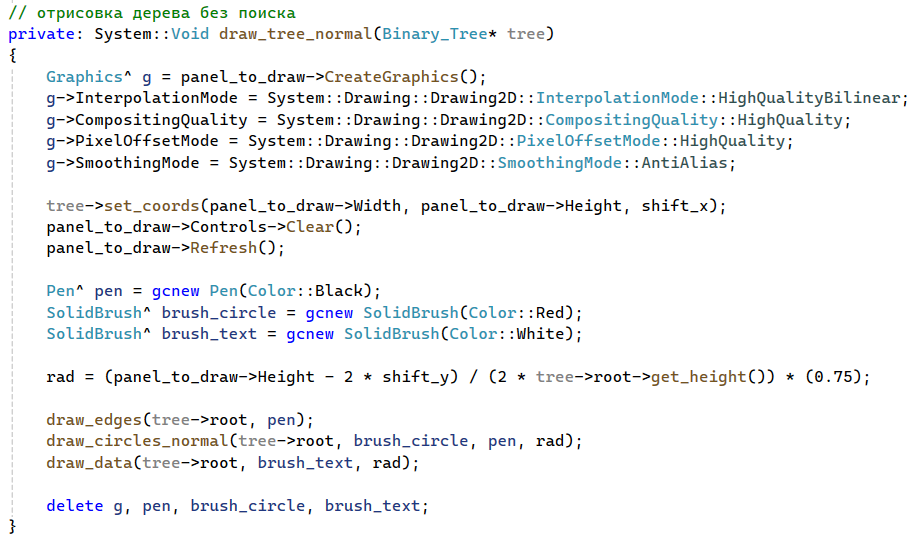 // отрисовка дерева без поиска
private: System::Void draw_tree_normal(Binary_Tree* tree)
{
    Graphics^ g = panel_to_draw->CreateGraphics();
    g->InterpolationMode = System::Drawing::Drawing2D::InterpolationMode::HighQualityBilinear;
    g->CompositingQuality = System::Drawing::Drawing2D::CompositingQuality::HighQuality;
    g->PixelOffsetMode = System::Drawing::Drawing2D::PixelOffsetMode::HighQuality;
    g->SmoothingMode = System::Drawing::Drawing2D::SmoothingMode::AntiAlias;

    tree->set_coords(panel_to_draw->Width, panel_to_draw->Height, shift_x);
    panel_to_draw->Controls->Clear();
    panel_to_draw->Refresh();

    Pen^ pen = gcnew Pen(Color::Black);
    SolidBrush^ brush_circle = gcnew SolidBrush(Color::Red);
    SolidBrush^ brush_text = gcnew SolidBrush(Color::White);

    rad = (panel_to_draw->Height - 2 * shift_y) / (2 * tree->root->get_height()) * (0.75);

    draw_edges(tree->root, pen);
    draw_circles_normal(tree->root, brush_circle, pen, rad);
    draw_data(tree->root, brush_text, rad);

    delete g, pen, brush_circle, brush_text;
}